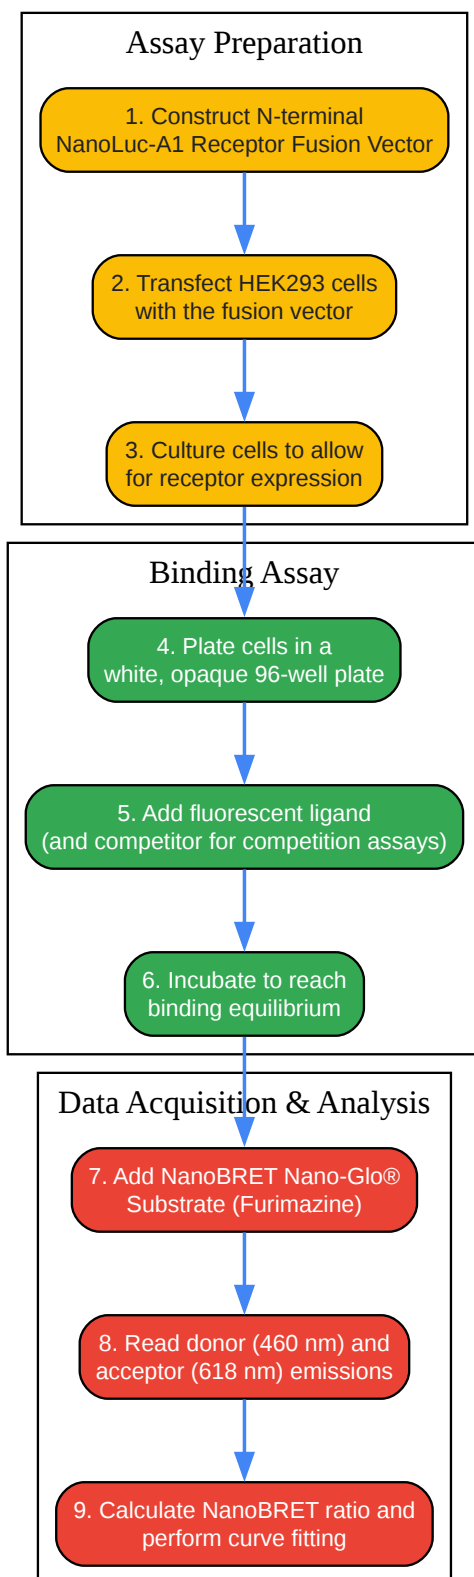 Assay Preparation
1. Construct N-terminal
NanoLuc-A1 Receptor Fusion Vector
2. Transfect HEK293 cells
with the fusion vector
3. Culture cells to allow
for receptor expression
Binding Assay
4. Plate cells in a
white, opaque 96-well plate
5. Add fluorescent ligand
(and competitor for competition assays)
6. Incubate to reach
binding equilibrium
Data Acquisition & Analysis
7. Add NanoBRET Nano-Glo®
Substrate (Furimazine)
8. Read donor (460 nm) and
acceptor (618 nm) emissions
9. Calculate NanoBRET ratio and
perform curve fitting